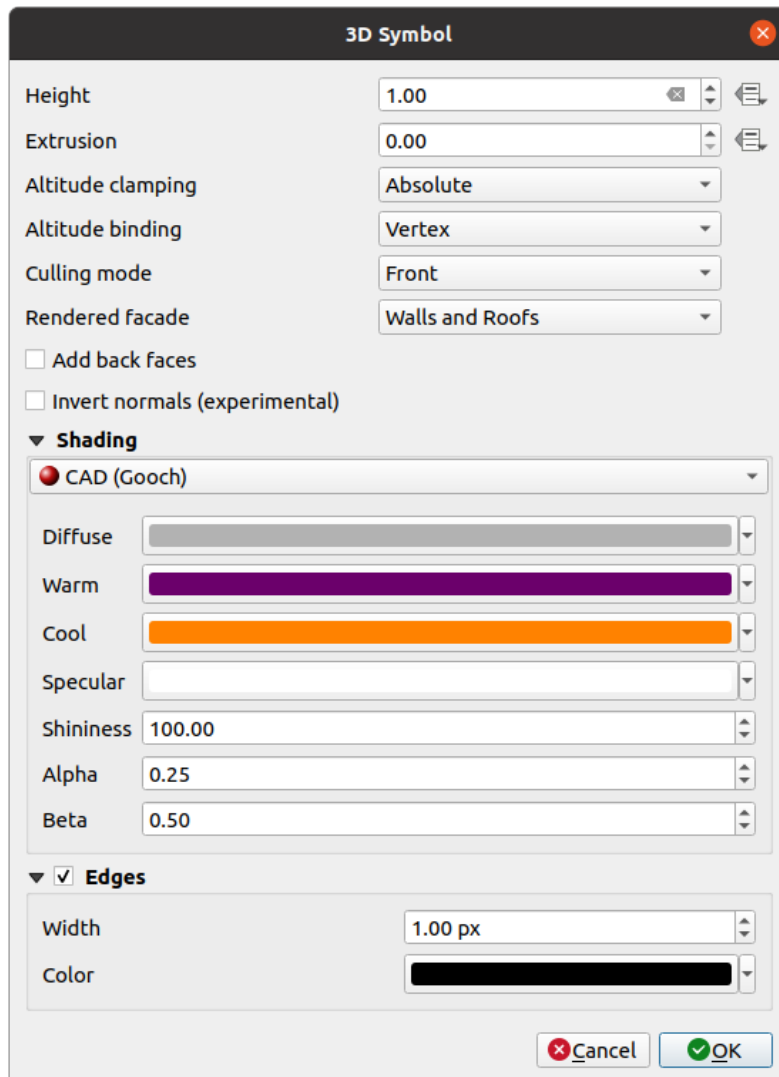 3D Symbol
Height 1.00
Extrusion 0.00
Altitude clamping Absolute
Altitude binding Vertex
Culling mode Front
Rendered facade Walls and Roofs
Add back faces
Invert normals (experimental)
Shading
CAD (Gooch)
Diffuse
Warm
Cool
Specular
Shininess 100.00
Alpha 0.25
Beta 0.50
Edges
Width 1.00 px
Color
Cancel OK